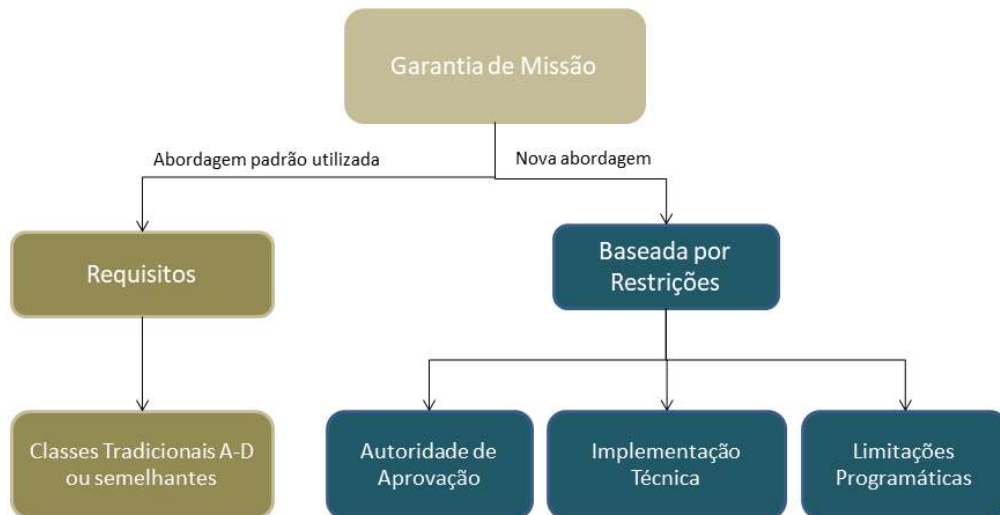 Garantia de Missão
Abordagem padrão utilizada
Nova abordagem
Requisitos
Baseada por
Restrições
Classes Tradicionais A-D
ou semelhantes
Autoridade de
Aprovação
Implementação
Técnica
Limitações
Programáticas